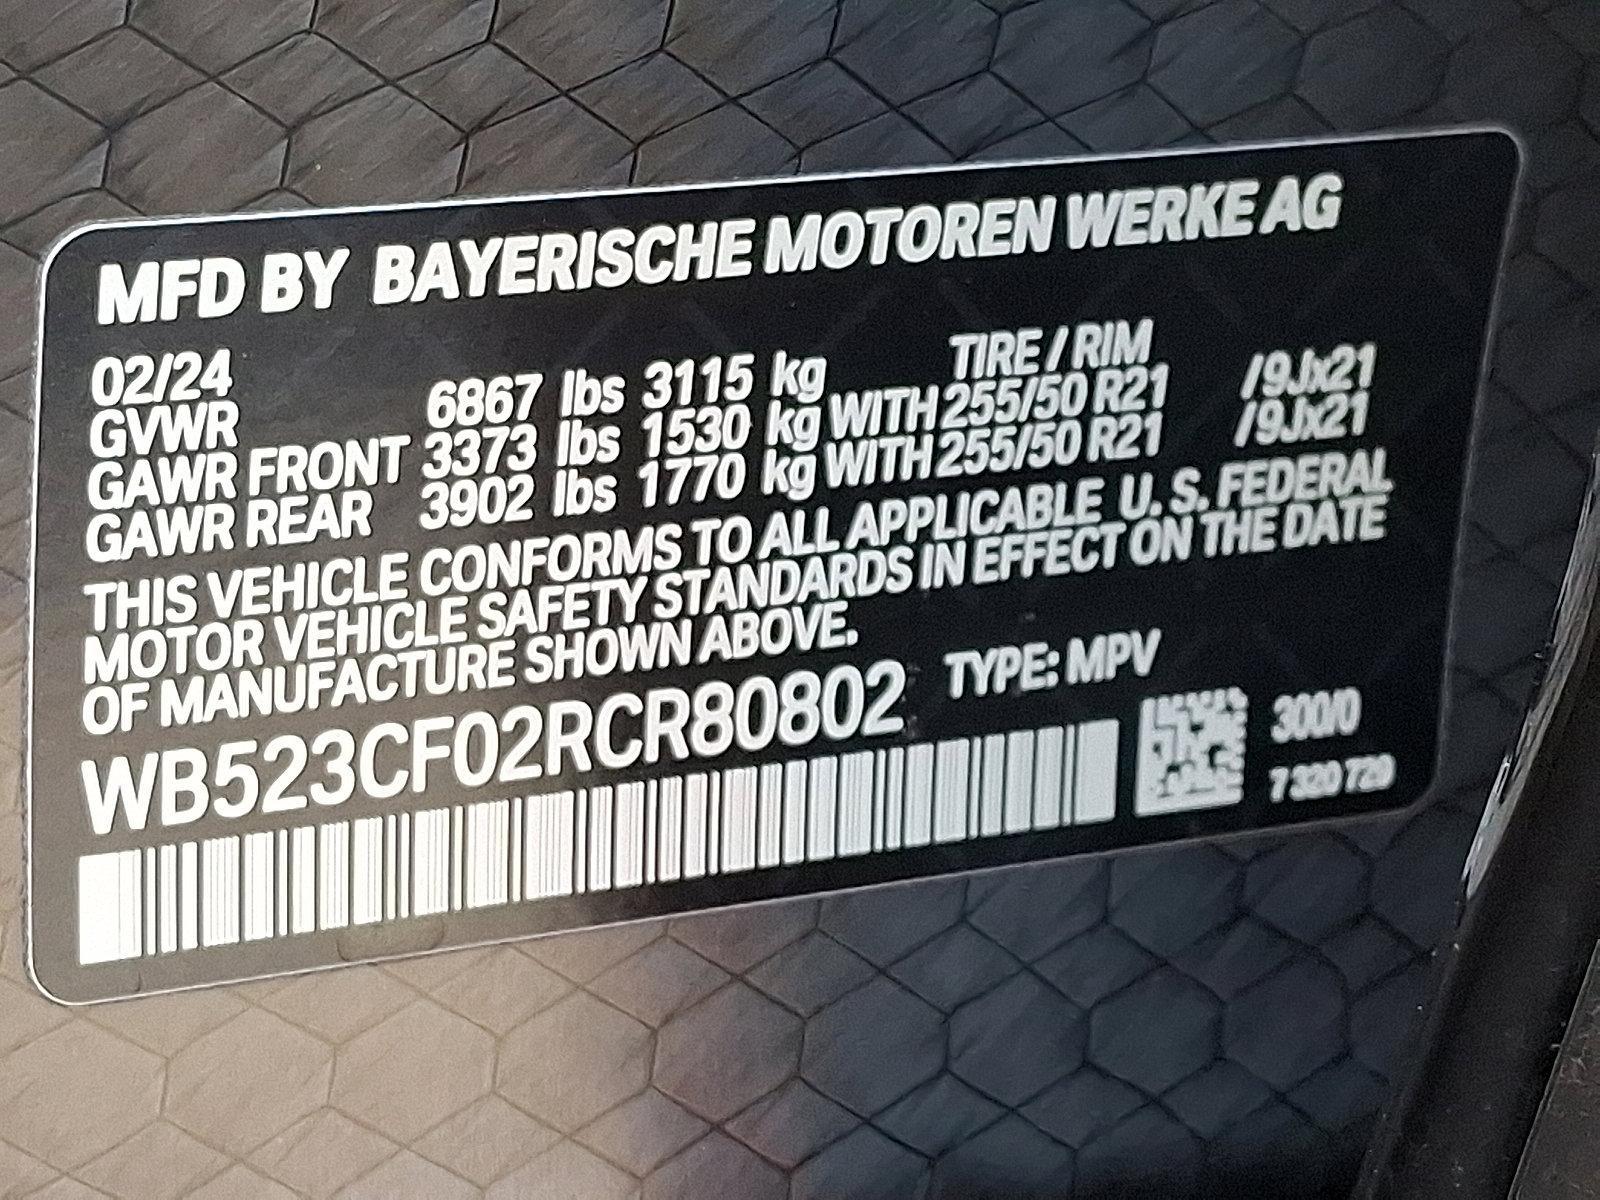 MFD BY BAYERISCHE MOTOREN WERKE AG
02/24 TIRE / RIM
GVWR 6867 lbs 3115 kg
GAWR FRONT 3373 lbs 1530 kg WITH 255/50 R21 /9Jx21
GAWR REAR 3902 lbs 1770 kg WITH 255/50 R21 /9Jx21
THIS VEHICLE CONFORMS TO ALL APPLICABLE U. S. FEDERAL
MOTOR VEHICLE SAFETY STANDARDS IN EFFECT ON THE DATE
OF MANUFACTURE SHOWN ABOVE.
WB523CF02RCR80802 TYPE: MPV
300/0
7 320 720